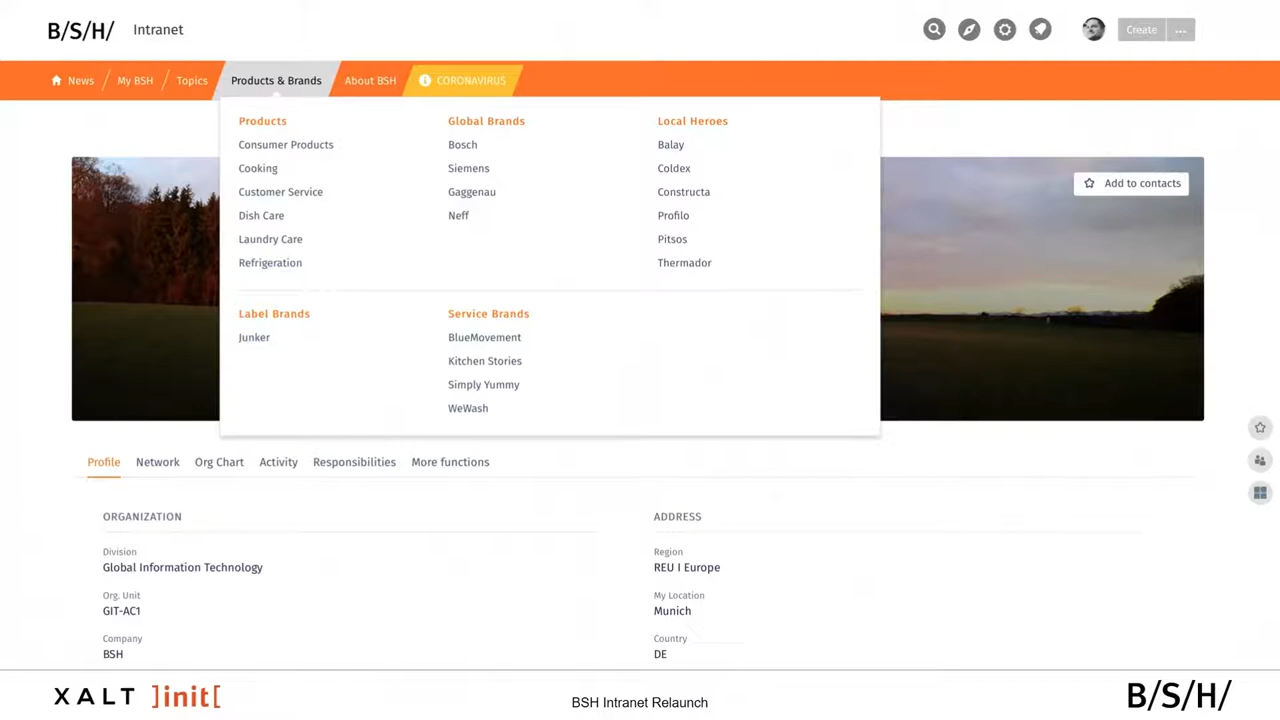 B/S/H/ Intranet
Create ...
News My BSH Topics Products & Brands About BSH CORONAVIRUS
Products
Consumer Products
Cooking
Customer Service
Dish Care
Laundry Care
Refrigeration
Global Brands
Bosch
Siemens
Gaggenau
Neff
Local Heroes
Balay
Coldex
Constructa
Profilo
Pitsos
Thermador
Label Brands
Junker
Service Brands
BlueMovement
Kitchen Stories
Simply Yummy
WeWash
Add to contacts
Profile Network Org Chart Activity Responsibilities More functions
ORGANIZATION
Division
Global Information Technology
Org. Unit
GIT-AC1
Company
BSH
ADDRESS
Region
REU I Europe
My Location
Munich
Country
DE
XALT ]init[
BSH Intranet Relaunch
B/S/H/